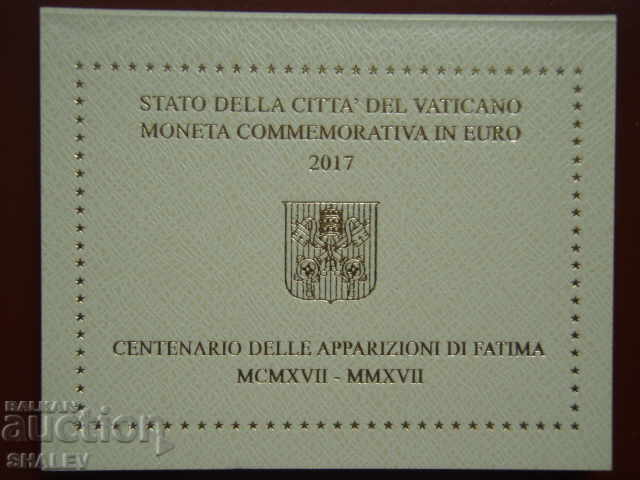 STATO DELLA CITTA' DEL VATICANO
MONETA COMMEMORATIVA IN EURO
2017
CENTENARIO DELLE APPARIZIONI DI FATIMA
MCMXVII - MMXVII
BALKAN
auction
SHALEV